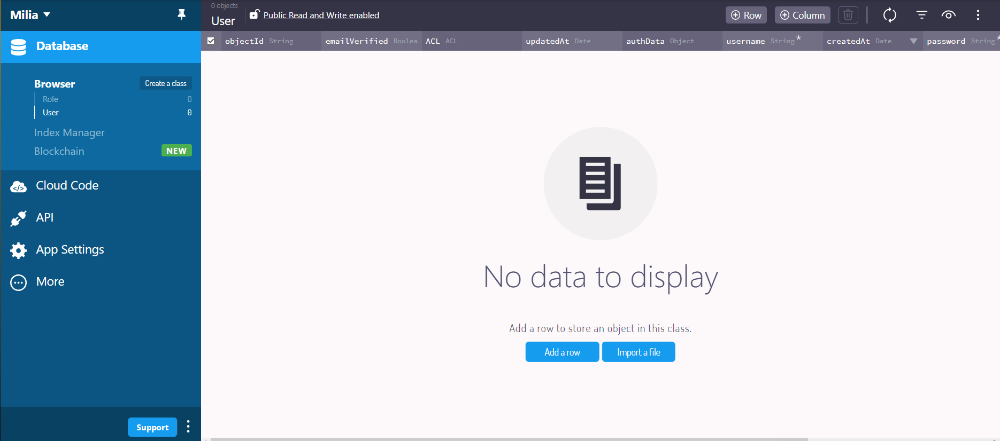 Milia
Database
Browser
Create a class
Role 0
User 0
Index Manager
Blockchain NEW
Cloud Code
API
App Settings
More
Support
0 objects
User
Public Read and Write enabled
Row
Column
objectId String emailVerified Boolea ACL ACL updatedAt Date authData Object username String* createdAt Date password String*
No data to display
Add a row to store an object in this class.
Add a row
Import a file